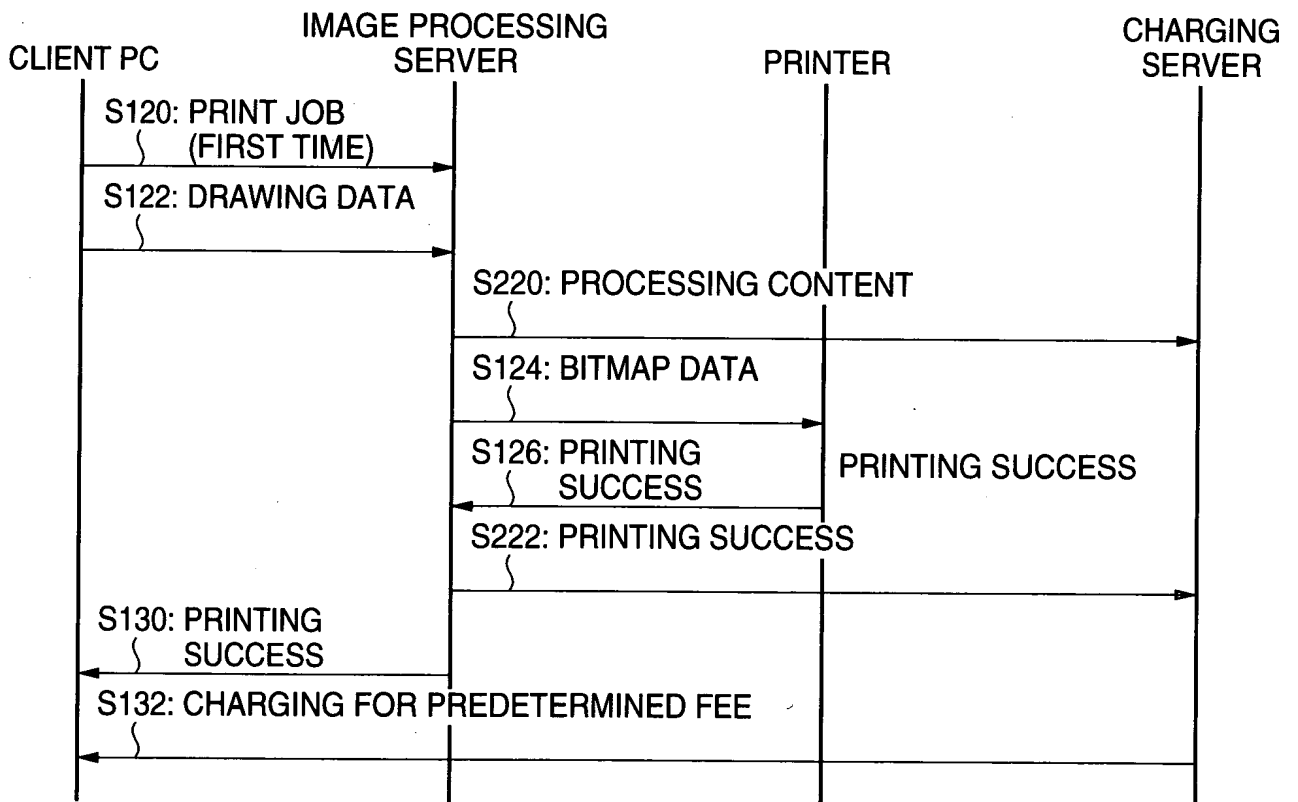 IMAGE PROCESSING
SERVER
CLIENT PC
PRINTER
CHARGING
SERVER
S120: PRINT JOB
(FIRST TIME)
S122: DRAWING DATA
S220: PROCESSING CONTENT
S124: BITMAP DATA
S126: PRINTING
SUCCESS
PRINTING SUCCESS
S222: PRINTING SUCCESS
S130: PRINTING
SUCCESS
S132: CHARGING FOR PREDETERMINED FEE